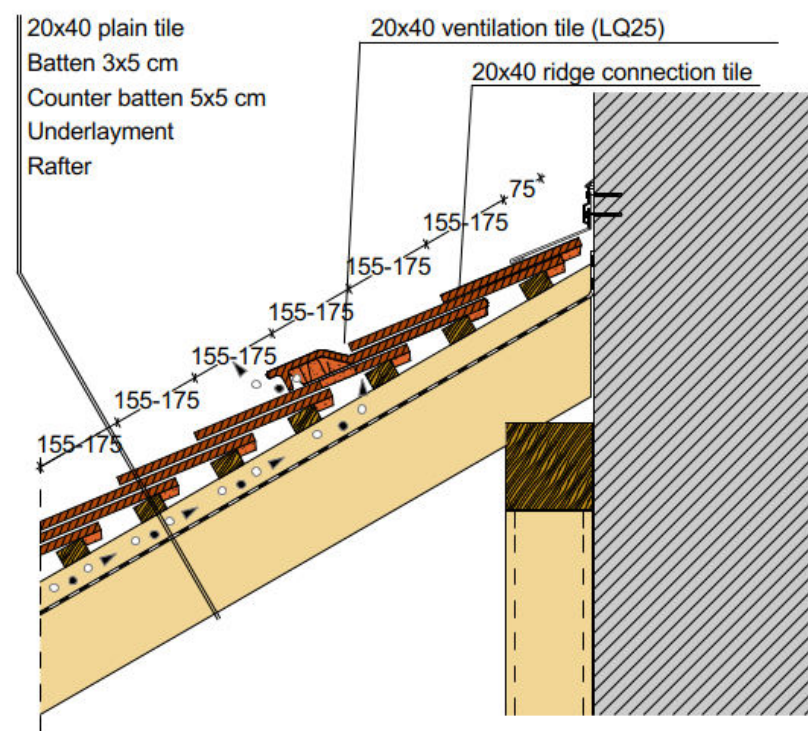 20x40 plain tile
Batten 3x5 cm
Counter batten 5x5 cm
Underlayment
Rafter
20x40 ventilation tile (LQ25)
20x40 ridge connection tile
75
155-175
155-175
155-175
155-175
155-175
155-175